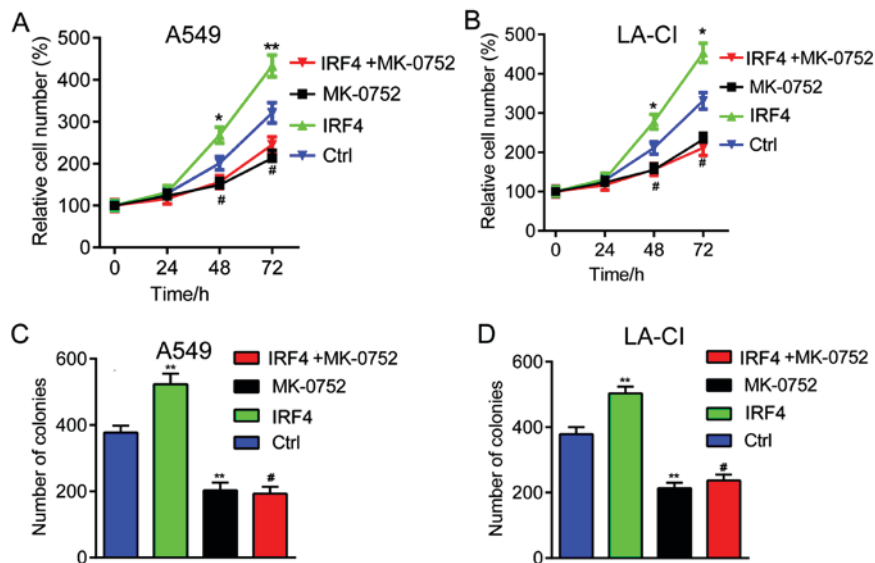 A
A549
Relative cell number (%)
500
400
300
200
100
0
**
*
#
#
0 24 48 72
Time/h
IRF4 +MK-0752
MK-0752
IRF4
Ctrl
B
LA-CI
Relative cell number (%)
500
400
300
200
100
0
*
*
#
#
0 24 48 72
Time/h
IRF4 +MK-0752
MK-0752
IRF4
Ctrl
C
A549
Number of colonies
600
400
200
0
**
**
#
IRF4 +MK-0752
MK-0752
IRF4
Ctrl
D
LA-CI
Number of colonies
600
400
200
0
**
**
#
IRF4 +MK-0752
MK-0752
IRF4
Ctrl